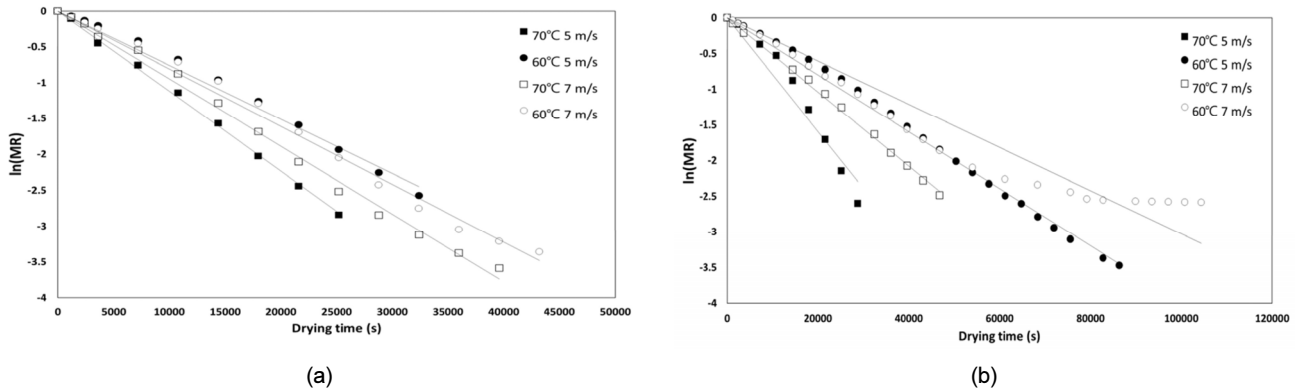 0
-0.5
-1
-1.5
-2
-2.5
-3
-3.5
-4
ln(MR)
0 5000 10000 15000 20000 25000 30000 35000 40000 45000 50000
Drying time (s)
70℃ 5 m/s
60℃ 5 m/s
70℃ 7 m/s
60℃ 7 m/s
(a)
0
-0.5
-1
-1.5
-2
-2.5
-3
-3.5
-4
ln(MR)
0 20000 40000 60000 80000 100000 120000
Drying time (s)
70℃ 5 m/s
60℃ 5 m/s
70℃ 7 m/s
60℃ 7 m/s
(b)